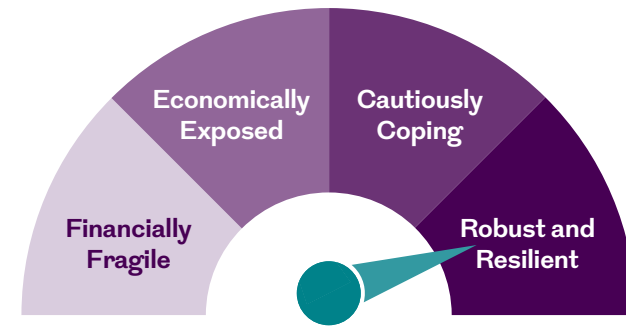 Economically
Exposed
Cautiously
Coping
Financially
Fragile
Robust and
Resilient